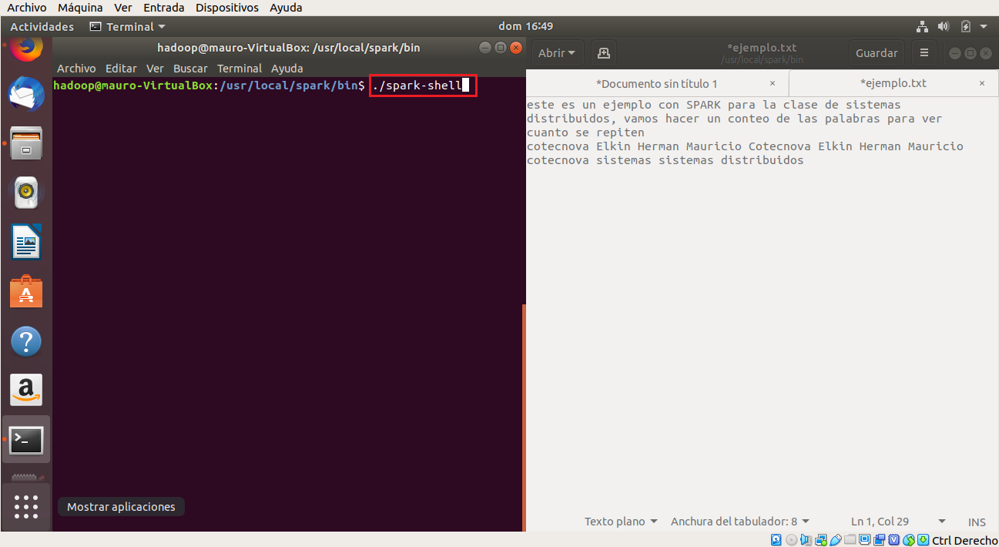 Archivo Máquina Ver Entrada Dispositivos Ayuda
Actividades Terminal dom 16:49
hadoop@mauro-VirtualBox: /usr/local/spark/bin
Archivo Editar Ver Buscar Terminal Ayuda
hadoop@mauro-VirtualBox:/usr/local/spark/bin$ ./spark-shell
Mostrar aplicaciones
Abrir *ejemplo.txt Guardar
/usr/local/spark/bin
*Documento sin título 1 × *ejemplo.txt ×
este es un ejemplo con SPARK para la clase de sistemas
distribuidos, vamos hacer un conteo de las palabras para ver
cuanto se repiten
cotecnova Elkin Herman Mauricio Cotecnova Elkin Herman Mauricio
cotecnova sistemas sistemas distribuidos
Texto plano Anchura del tabulador: 8 Ln 1, Col 29 INS
Ctrl Derecho